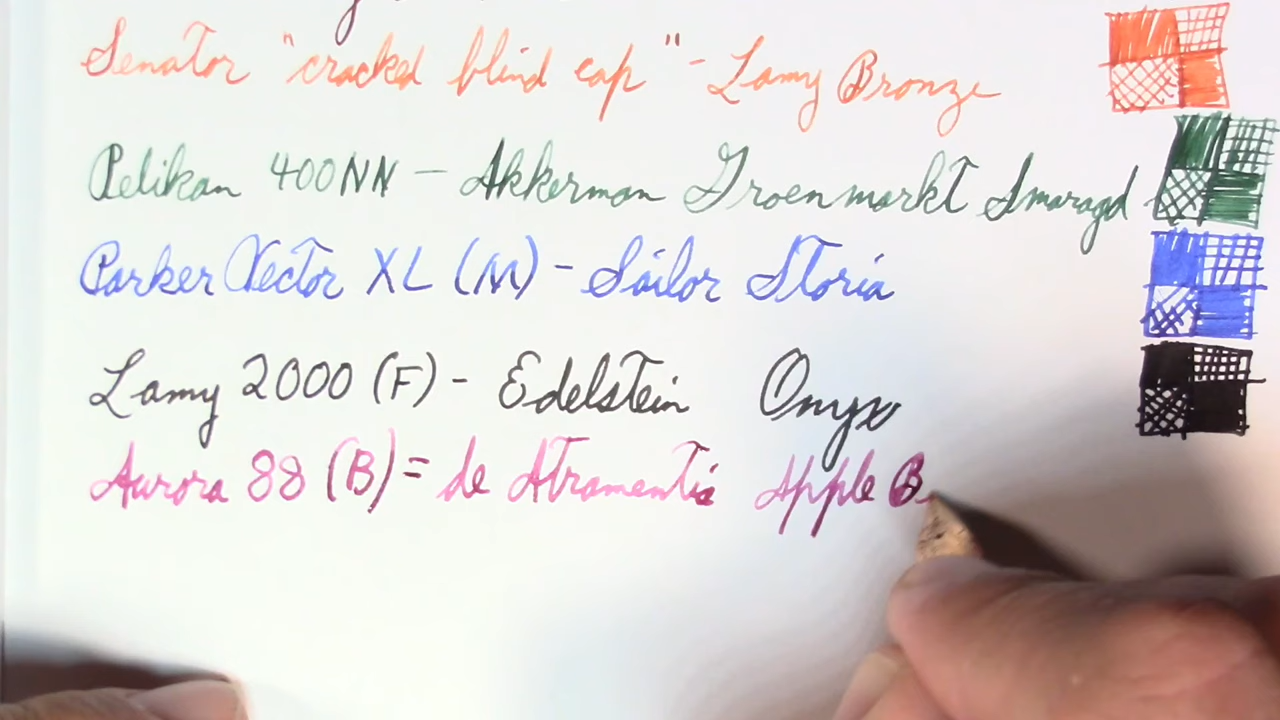 Senator "cracked blind cap" - Lamy Bronze
Pelikan 400NN - Akkerman Groenmarkt Smaragd
Parker Vector XL (M) - Sailor Storia
Lamy 2000 (F) - Edelstein Onyx
Aurora 88 (B) = de Atramentis Apple B